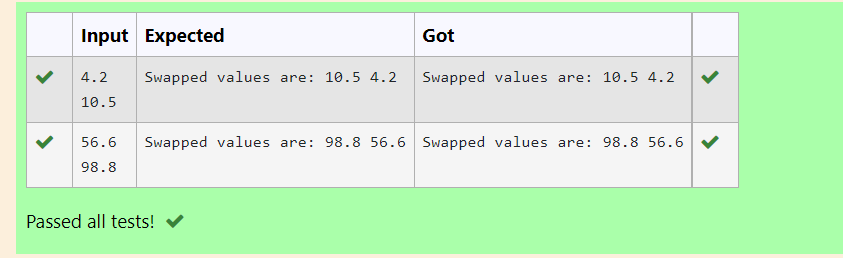 Input Expected Got
4.2 Swapped values are: 10.5 4.2 Swapped values are: 10.5 4.2
10.5
56.6 Swapped values are: 98.8 56.6 Swapped values are: 98.8 56.6
98.8
Passed all tests!